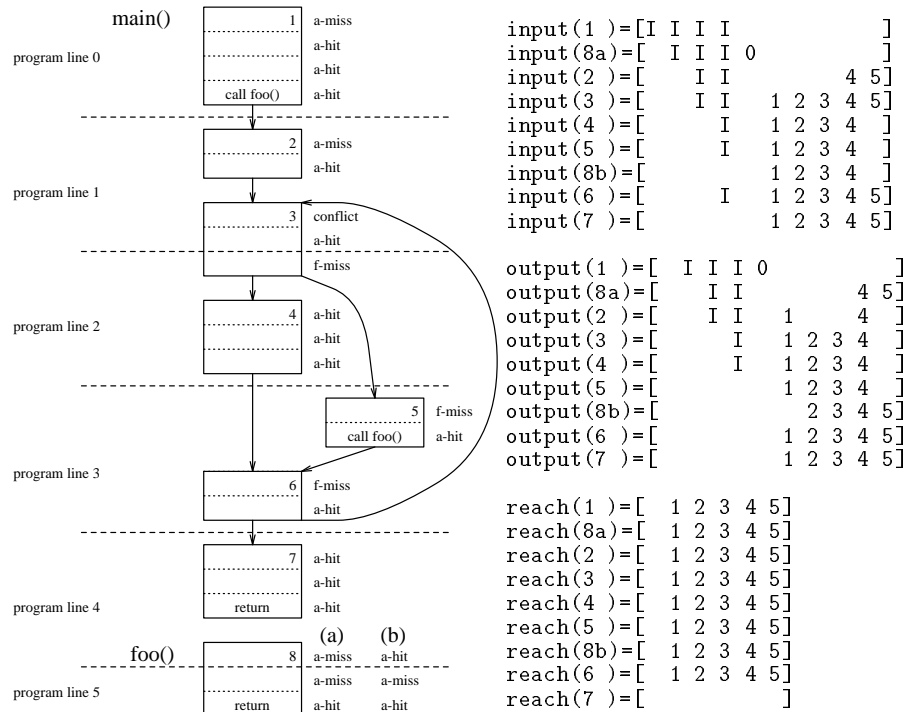 main()
program line 0
1 a-miss
a-hit
a-hit
call foo() a-hit
program line 1
2 a-miss
a-hit
3 conflict
a-hit
f-miss
program line 2
4 a-hit
a-hit
a-hit
program line 3
5 f-miss
call foo() a-hit
6 f-miss
a-hit
program line 4
7 a-hit
a-hit
return a-hit
(a) (b)
foo()
8 a-miss a-hit
program line 5
a-miss a-miss
return a-hit a-hit
input(1 )=[I I I I ]
input(8a)=[ I I I 0 ]
input(2 )=[ I I 4 5]
input(3 )=[ I I 1 2 3 4 5]
input(4 )=[ I 1 2 3 4 ]
input(5 )=[ I 1 2 3 4 ]
input(8b)=[ 1 2 3 4 ]
input(6 )=[ I 1 2 3 4 5]
input(7 )=[ 1 2 3 4 5]
output(1 )=[ I I I 0 ]
output(8a)=[ I I 4 5]
output(2 )=[ I I 1 4 ]
output(3 )=[ I 1 2 3 4 ]
output(4 )=[ I 1 2 3 4 ]
output(5 )=[ 1 2 3 4 ]
output(8b)=[ 2 3 4 5]
output(6 )=[ 1 2 3 4 5]
output(7 )=[ 1 2 3 4 5]
reach(1 )=[ 1 2 3 4 5]
reach(8a)=[ 1 2 3 4 5]
reach(2 )=[ 1 2 3 4 5]
reach(3 )=[ 1 2 3 4 5]
reach(4 )=[ 1 2 3 4 5]
reach(5 )=[ 1 2 3 4 5]
reach(8b)=[ 1 2 3 4 5]
reach(6 )=[ 1 2 3 4 5]
reach(7 )=[ ]